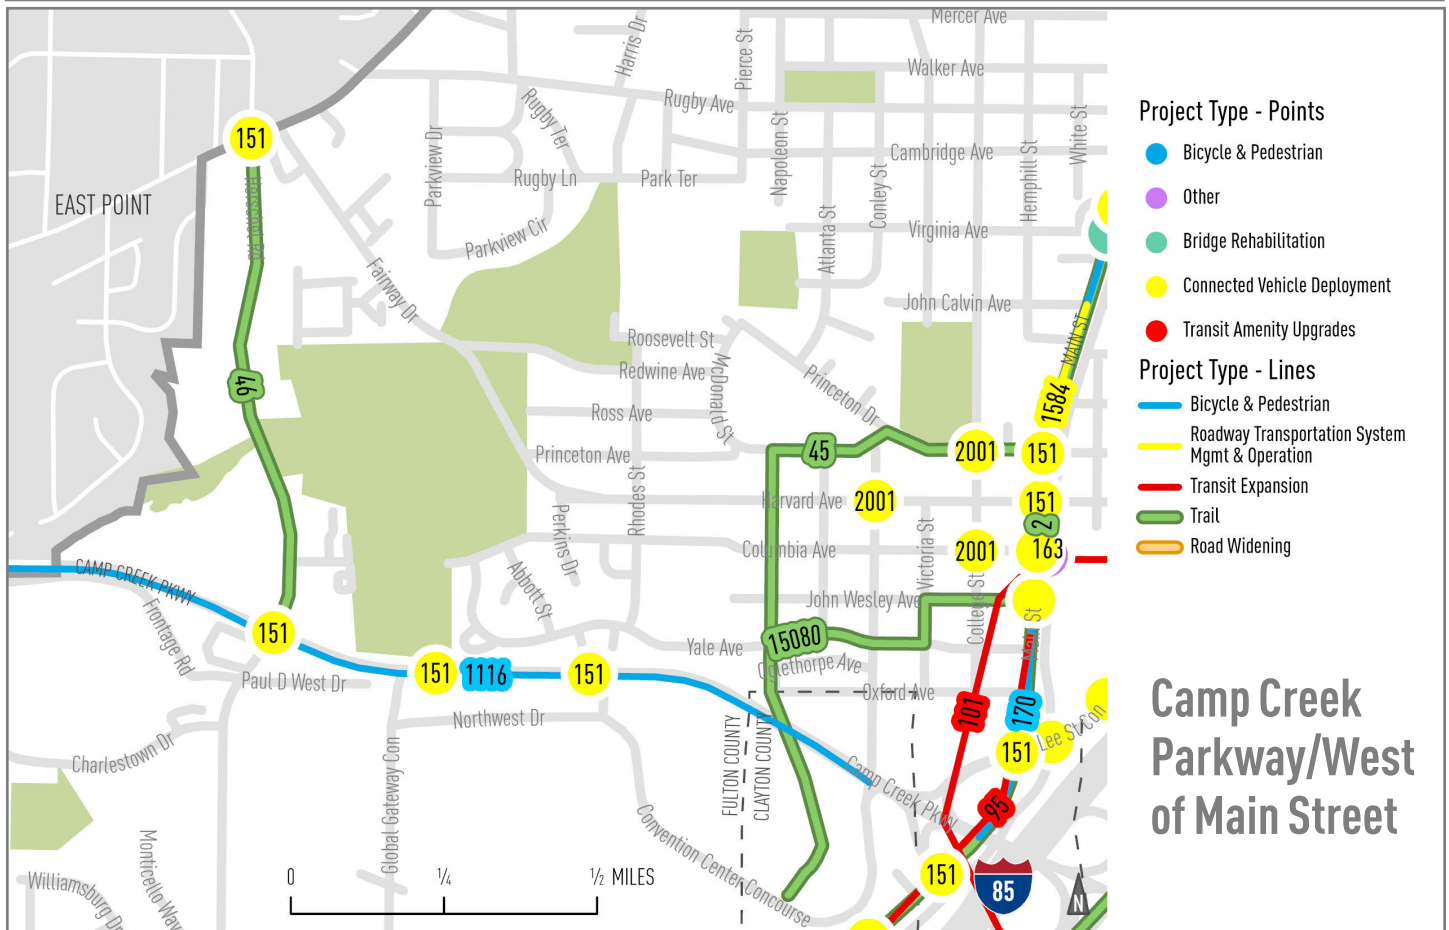 Mercer Ave
Harris Dr
Pierce St
Walker Ave
Rugby Ave
Rugby Ter
White St
151
Parkview Dr
Napoleon St
Cambridge Ave
Hemphill St
Rugby Ln
Park Ter
Conley St
EAST POINT
Parkview Cir
Atlanta St
Virginia Ave
Fairway Dr
John Calvin Ave
Roosevelt St
MAIN ST
46
Redwine Ave
McDonald St
Princeton Dr
1584
Ross Ave
Princeton Ave
45
2001
151
Rhodes St
Harvard Ave
2001
151
2
Perkins Dr
Columbia Ave
Victoria St
2001
163
CAMP CREEK PKWY
Abbott St
John Wesley Ave
College St
Frontage Rd
151
15080
Yale Ave
151
1116
151
Paul D West Dr
Oxford Ave
Northwest Dr
101
170
Charlestown Dr
FULTON COUNTY
CLAYTON COUNTY
151
Lee St Con
Global Gateway Con
Camp Creek Pkwy
95
Convention Center Concourse
Monticello Way
Williamsburg Dr
0
1/4
1/2 MILES
151
85
N
Project Type - Points
Bicycle & Pedestrian
Other
Bridge Rehabilitation
Connected Vehicle Deployment
Transit Amenity Upgrades
Project Type - Lines
Bicycle & Pedestrian
Roadway Transportation System
Mgmt & Operation
Transit Expansion
Trail
Road Widening
Camp Creek
Parkway/West
of Main Street